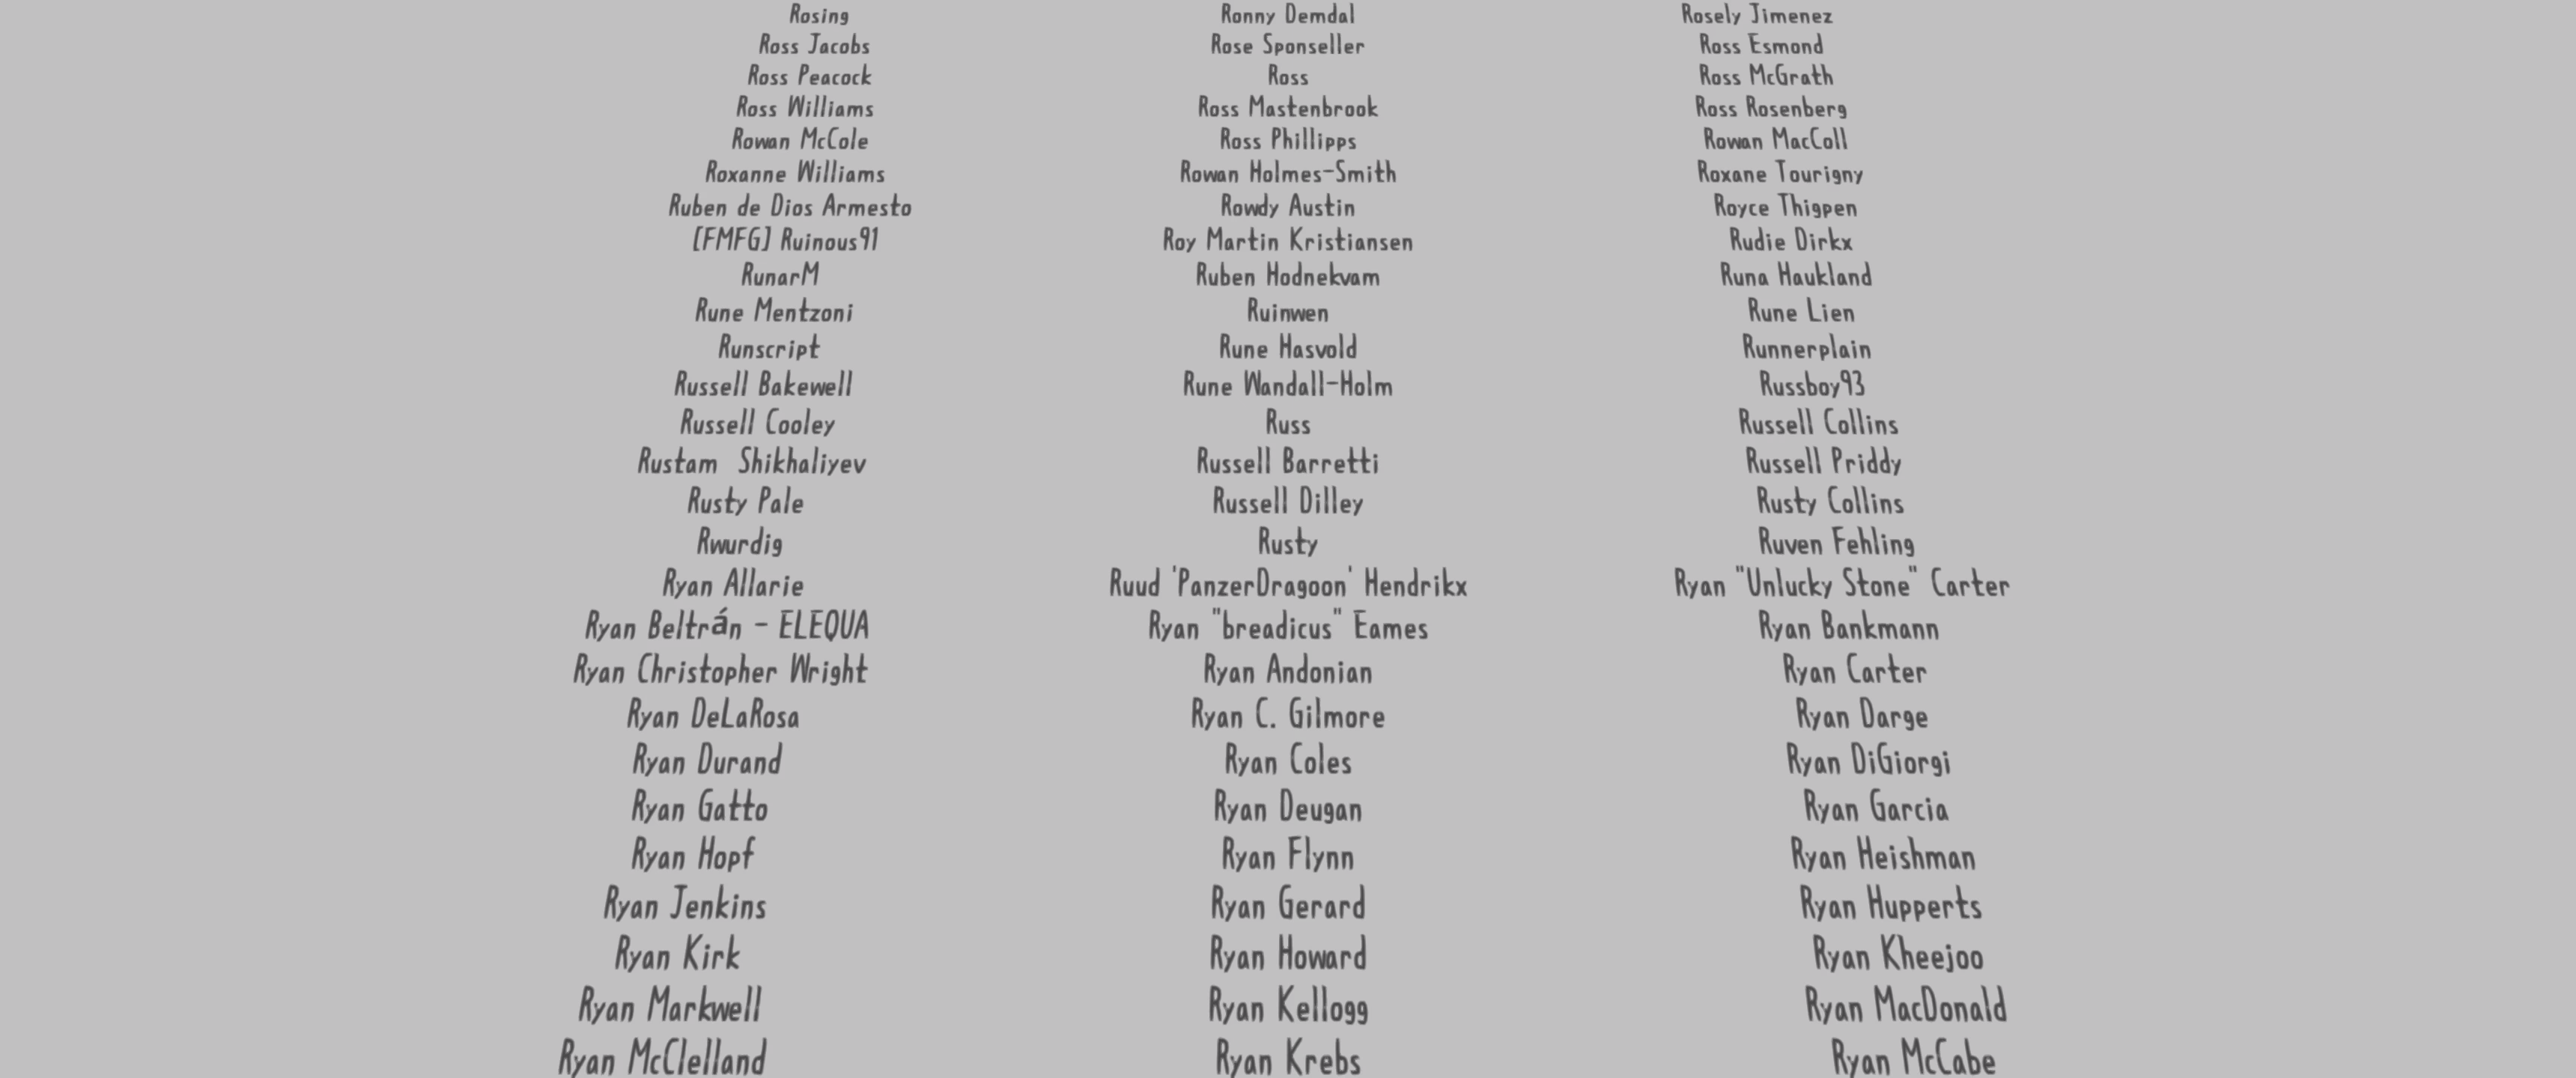 Rosing Ronny Demdal Rosely Jimenez
Ross Jacobs Rose Sponseller Ross Esmond
Ross Peacock Ross Ross McGrath
Ross Williams Ross Mastenbrook Ross Rosenberg
Rowan McCole Ross Phillipps Rowan MacColl
Roxanne Williams Rowan Holmes-Smith Roxane Tourigny
Ruben de Dios Armesto Rowdy Austin Royce Thigpen
[FMFG] Ruinous91 Roy Martin Kristiansen Rudie Dirkx
RunarM Ruben Hodnekvam Runa Haukland
Rune Mentzoni Ruinwen Rune Lien
Runscript Rune Hasvold Runnerplain
Russell Bakewell Rune Wandall-Holm Russboy93
Russell Cooley Russ Russell Collins
Rustam  Shikhaliyev Russell Barretti Russell Priddy
Rusty Pale Russell Dilley Rusty Collins
Rwurdig Rusty Ruven Fehling
Ryan Allarie Ruud 'PanzerDragoon' Hendrikx Ryan "Unlucky Stone" Carter
Ryan Beltrán - ELEQUA Ryan "breadicus" Eames Ryan Bankmann
Ryan Christopher Wright Ryan Andonian Ryan Carter
Ryan DeLaRosa Ryan C. Gilmore Ryan Darge
Ryan Durand Ryan Coles Ryan DiGiorgi
Ryan Gatto Ryan Deugan Ryan Garcia
Ryan Hopf Ryan Flynn Ryan Heishman
Ryan Jenkins Ryan Gerard Ryan Hupperts
Ryan Kirk Ryan Howard Ryan Kheejoo
Ryan Markwell Ryan Kellogg Ryan MacDonald
Ryan McClelland Ryan Krebs Ryan McCabe